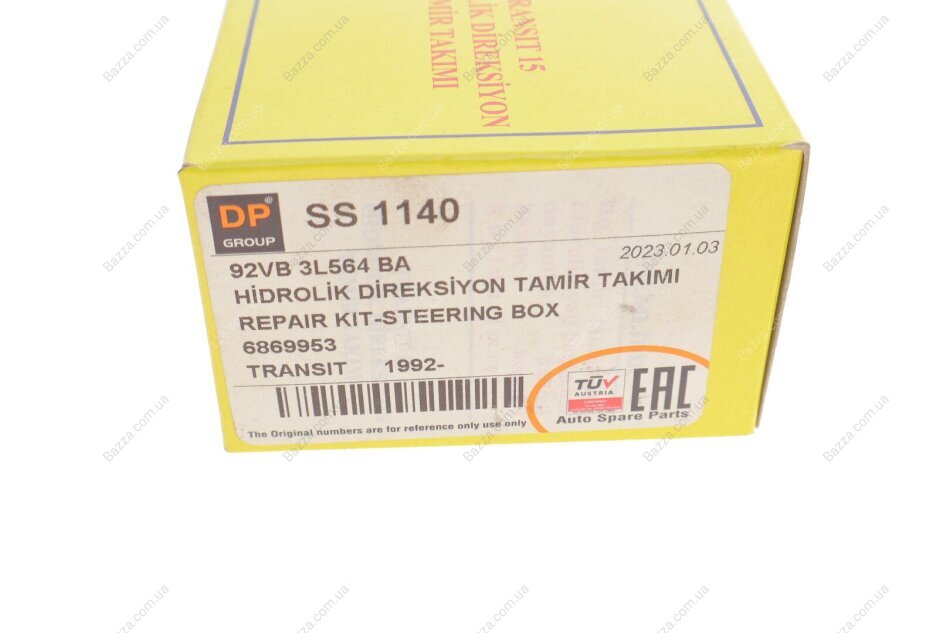 15
DİREKSİYON
TAKIMI
DP®
GROUP
SS 1140
2023.01.03
92VB 3L564 BA
HİDROLİK DİREKSİYON TAMİR TAKIMI
REPAIR KIT-STEERING BOX
6869953
TRANSIT 1992-
TÜV
AUSTRIA
EAC
Auto Spare Parts
The Original numbers are for reference only use only
Bazza.com.ua